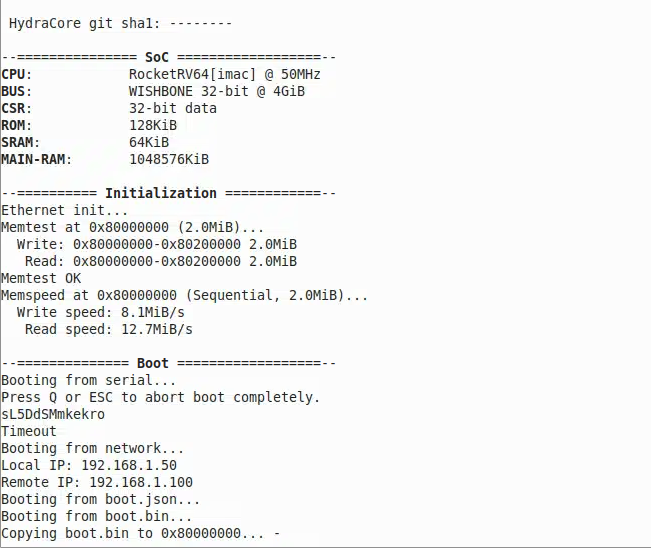 HydraCore git sha1: --------
--=============== SoC ==================--
CPU: RocketRV64[imac] @ 50MHz
BUS: WISHBONE 32-bit @ 4GiB
CSR: 32-bit data
ROM: 128KiB
SRAM: 64KiB
MAIN-RAM: 1048576KiB
--========== Initialization ============--
Ethernet init...
Memtest at 0x80000000 (2.0MiB)...
Write: 0x80000000-0x80200000 2.0MiB
Read: 0x80000000-0x80200000 2.0MiB
Memtest OK
Memspeed at 0x80000000 (Sequential, 2.0MiB)...
Write speed: 8.1MiB/s
Read speed: 12.7MiB/s
--============== Boot ==================--
Booting from serial...
Press Q or ESC to abort boot completely.
sL5DdSMmkekro
Timeout
Booting from network...
Local IP: 192.168.1.50
Remote IP: 192.168.1.100
Booting from boot.json...
Booting from boot.bin...
Copying boot.bin to 0x80000000... -